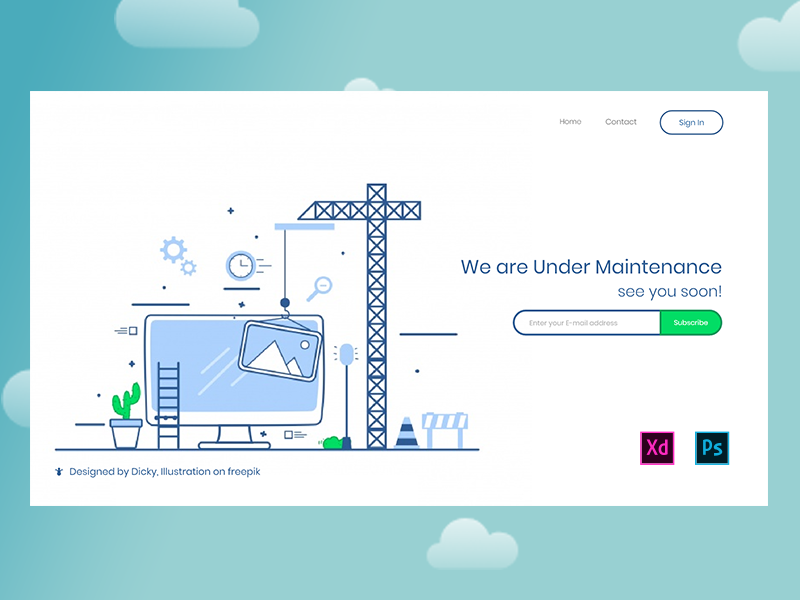 Home
Contact
Sign In
We are Under Maintenance
see you soon!
Enter your E-mail address
Subscribe
Xd
Ps
Designed by Dicky, Illustration on freepik